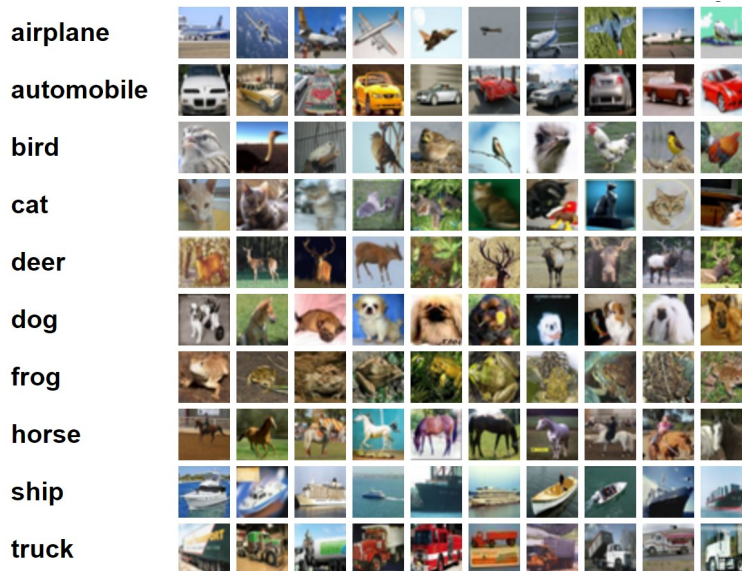 airplane
automobile
bird
cat
deer
dog
frog
horse
ship
truck